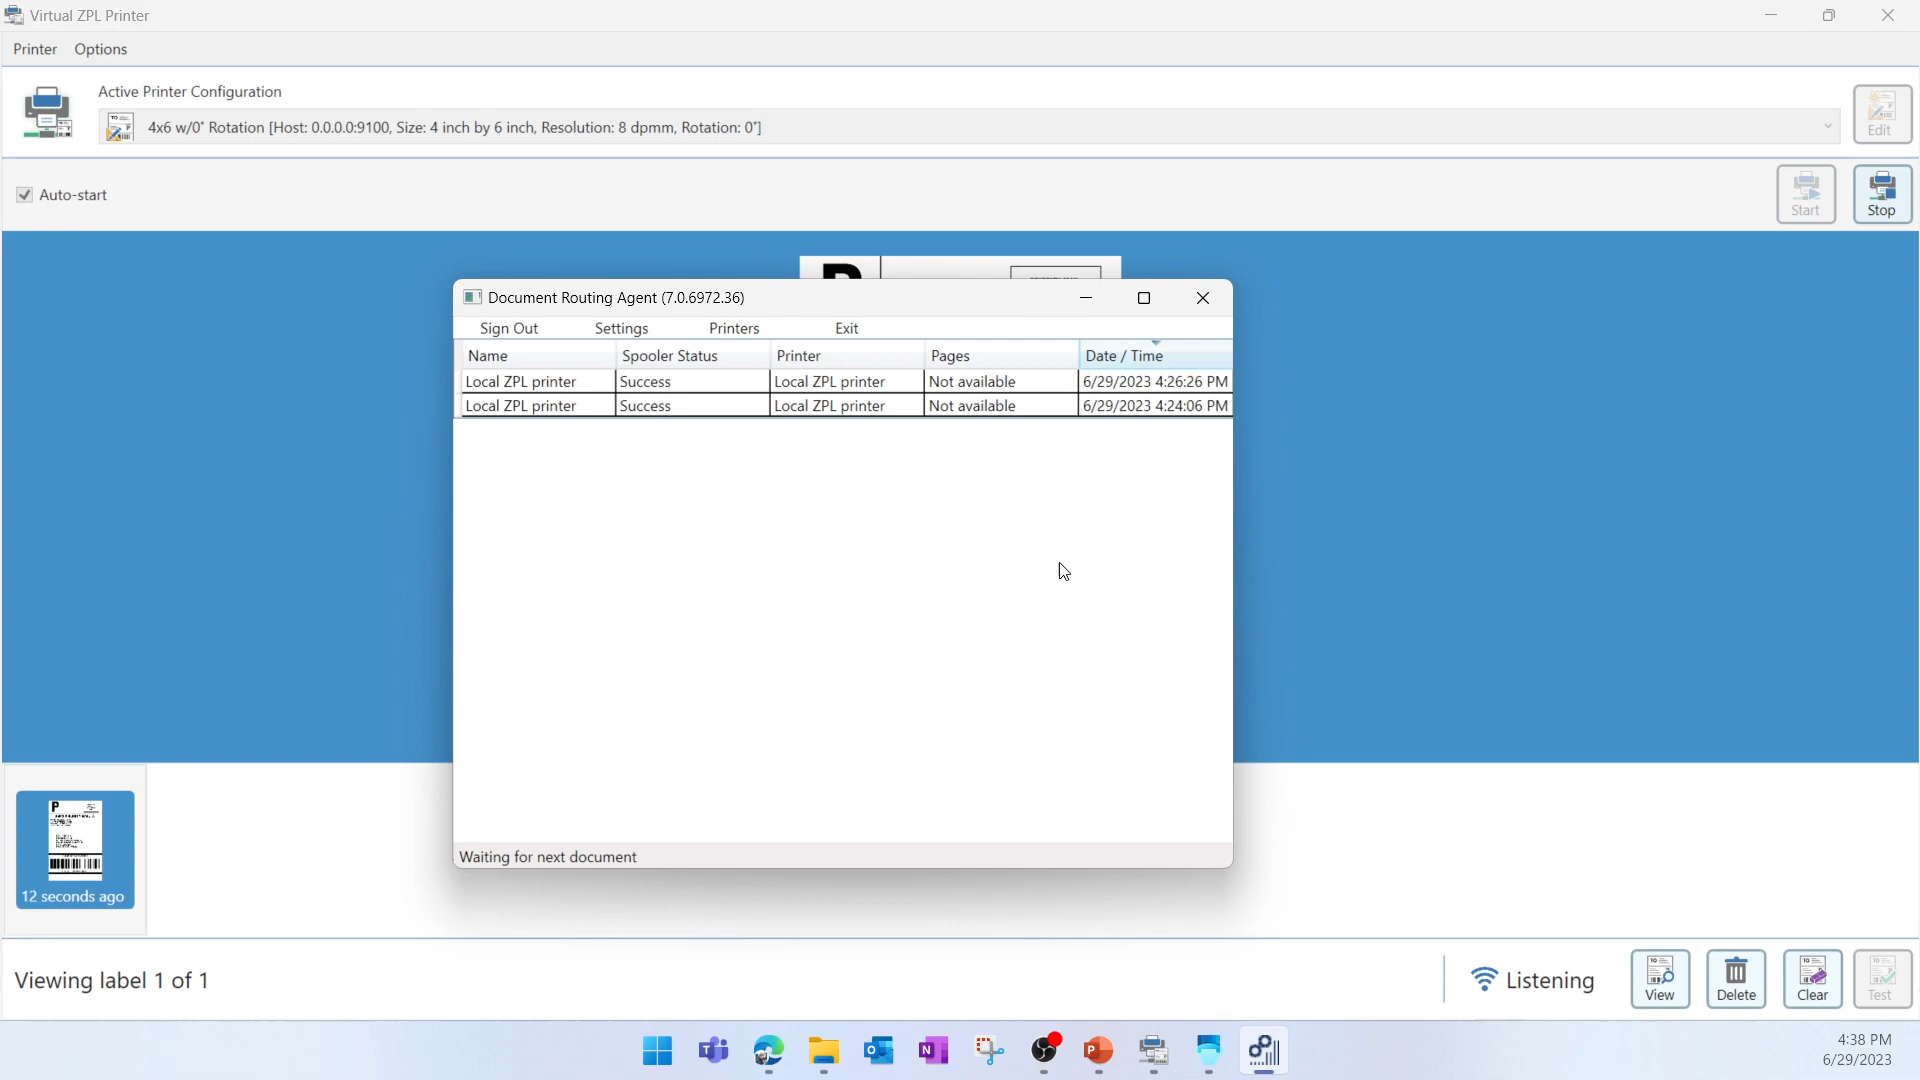 Virtual ZPL Printer
Printer Options
Active Printer Configuration
4x6 w/0° Rotation [Host: 0.0.0.0:9100, Size: 4 inch by 6 inch, Resolution: 8 dpmm, Rotation: 0°]
Edit
Auto-start
Start
Stop
Document Routing Agent (7.0.6972.36)
Sign Out Settings Printers Exit
Name Spooler Status Printer Pages Date / Time
Local ZPL printer Success Local ZPL printer Not available 6/29/2023 4:26:26 PM
Local ZPL printer Success Local ZPL printer Not available 6/29/2023 4:24:06 PM
Waiting for next document
P
12 seconds ago
Viewing label 1 of 1
Listening
View
Delete
Clear
Test
4:38 PM
6/29/2023